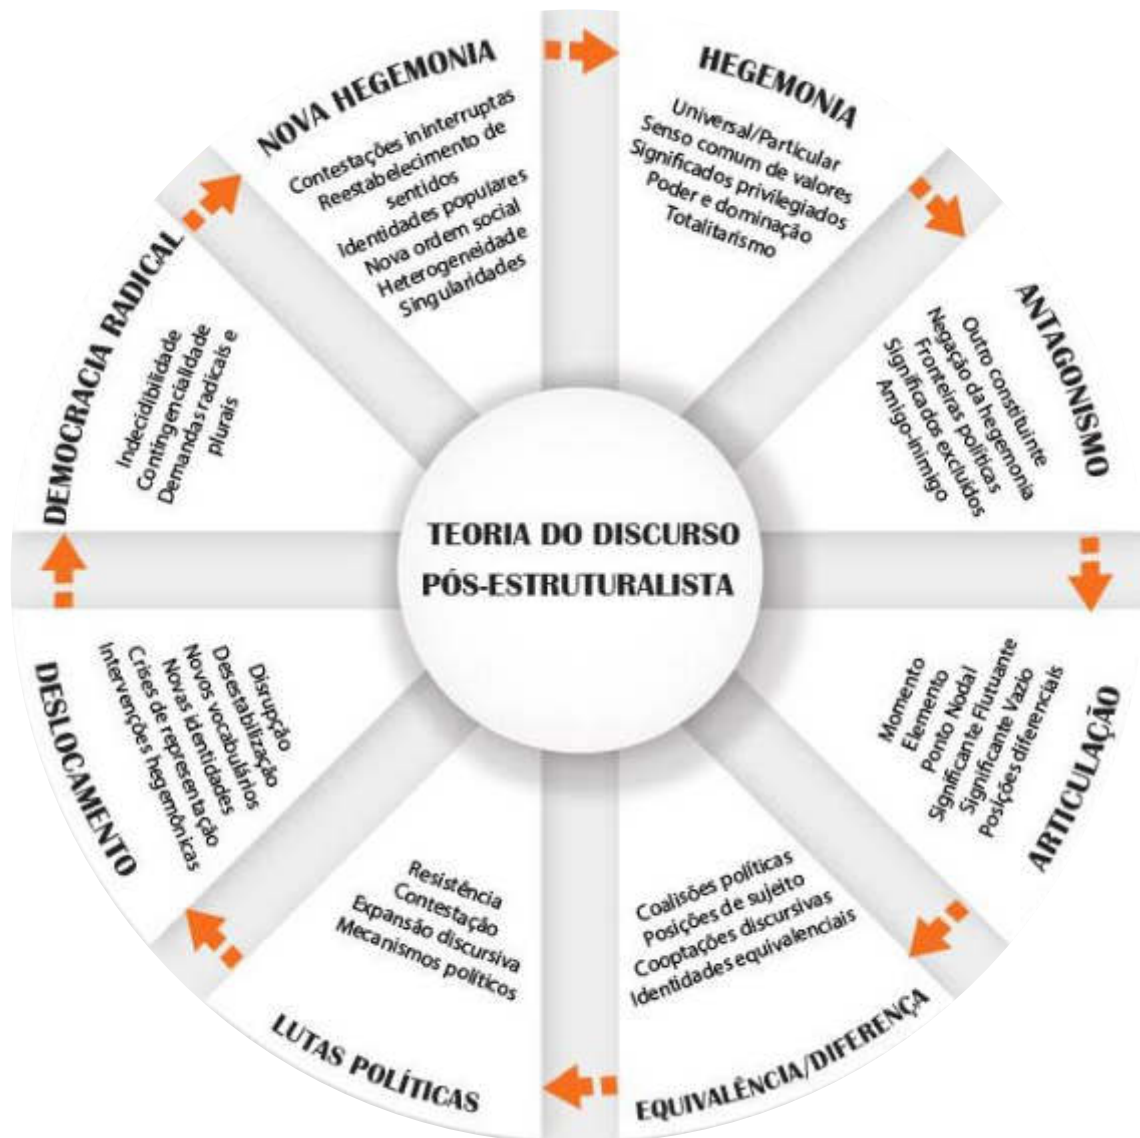 TEORIA DO DISCURSO
PÓS-ESTRUTURALISTA
HEGEMONIA
Universal/Particular
Senso comum de valores
Significados privilegiados
Poder e dominação
Totalitarismo
ANTAGONISMO
Outro constituinte
Negação da hegemonia
Fronteiras políticas
Significados excluídos
Amigo-inimigo
ARTICULAÇÃO
Momento
Elemento
Ponto Nodal
Significante Flutuante
Significante Vazio
Posições diferenciais
EQUIVALÊNCIA/DIFERENÇA
Coalisões políticas
Posições de sujeito
Cooptações discursivas
Identidades equivalenciais
LUTAS POLÍTICAS
Resistência
Contestação
Expansão discursiva
Mecanismos políticos
DESLOCAMENTO
Disrupção
Desestabilização
Novos vocabulários
Novas identidades
Crises de representação
Intervenções hegemônicas
DEMOCRACIA RADICAL
Indecidibilidade
Contingencialidade
Demandas radicais e
plurais
NOVA HEGEMONIA
Contestações ininterruptas
Reestabelecimento de
sentidos
Identidades populares
Nova ordem social
Heterogeneidade
Singularidades